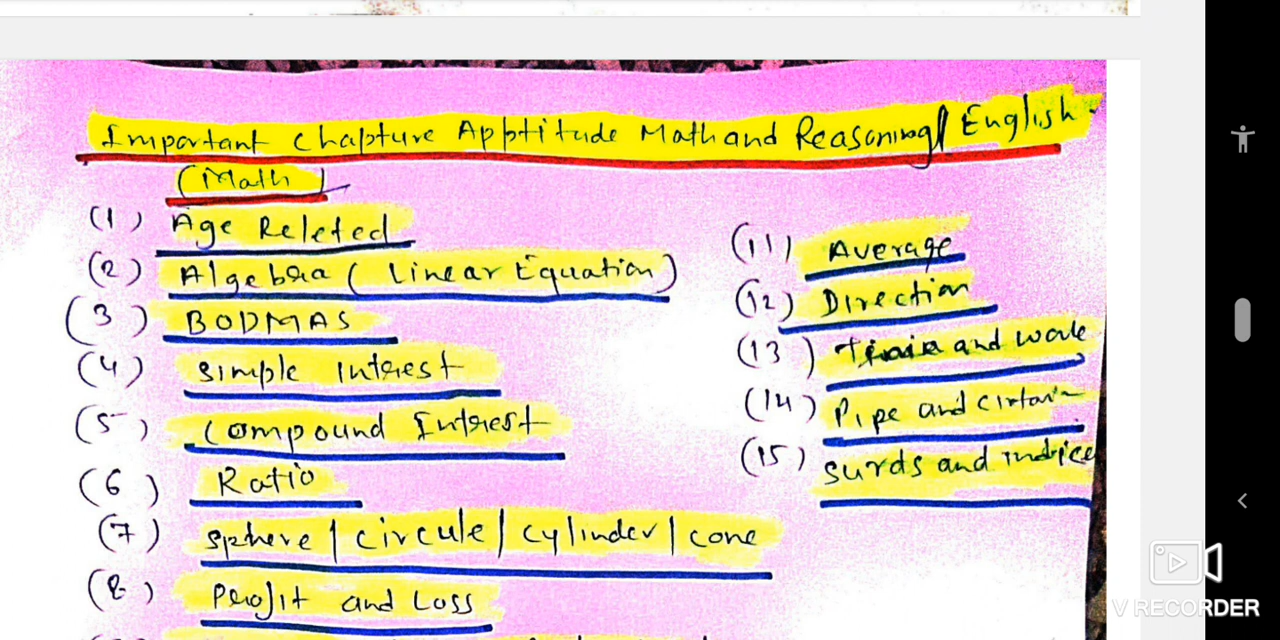 Important Chapture Apptitude Math and Reasoning/ English
(Math)
(1) Age Releted
(2) Algebra ( Linear Equation)
(3) BODMAS
(4) Simple Interest
(5) Compound Interest
(6) Ratio
(7) Sphere / Circule / Cylinder / Cone
(8) Profit and Loss
(11) Average
(12) Direction
(13) and work
(14) Pipe and
(15) Surds and Indice
V RECORDER